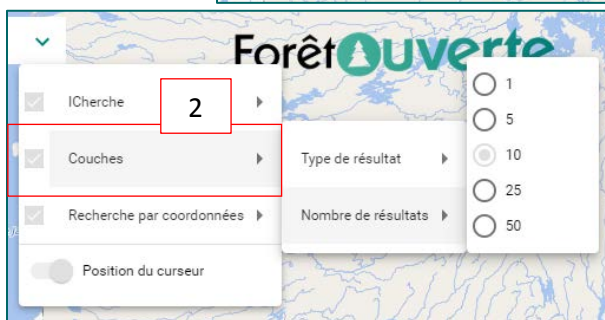 ForêtOuverte
ICherche
2
Couches
Recherche par coordonnées
Position du curseur
Type de résultat
Nombre de résultats
1
5
10
25
50